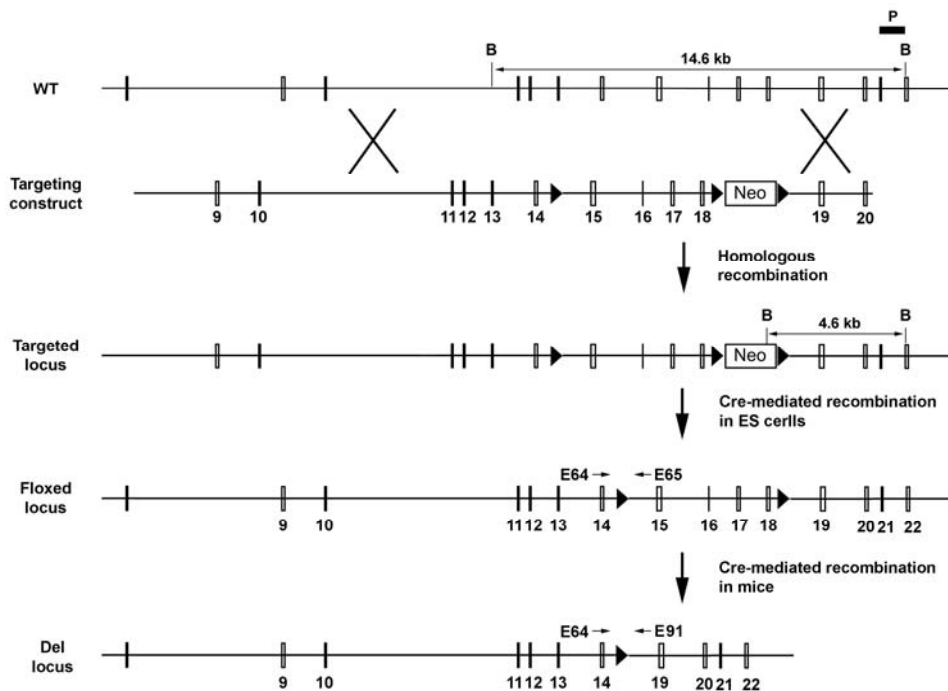 P
B 14.6 kb B
WT
Targeting
construct
Neo
9 10 11 12 13 14 15 16 17 18 19 20
Homologous
recombination
B 4.6 kb B
Targeted
locus
Neo
Cre-mediated recombination
in ES cerlls
E64 E65
Floxed
locus
9 10 11 12 13 14 15 16 17 18 19 20 21 22
Cre-mediated recombination
in mice
E64 E91
Del
locus
9 10 11 12 13 14 19 20 21 22